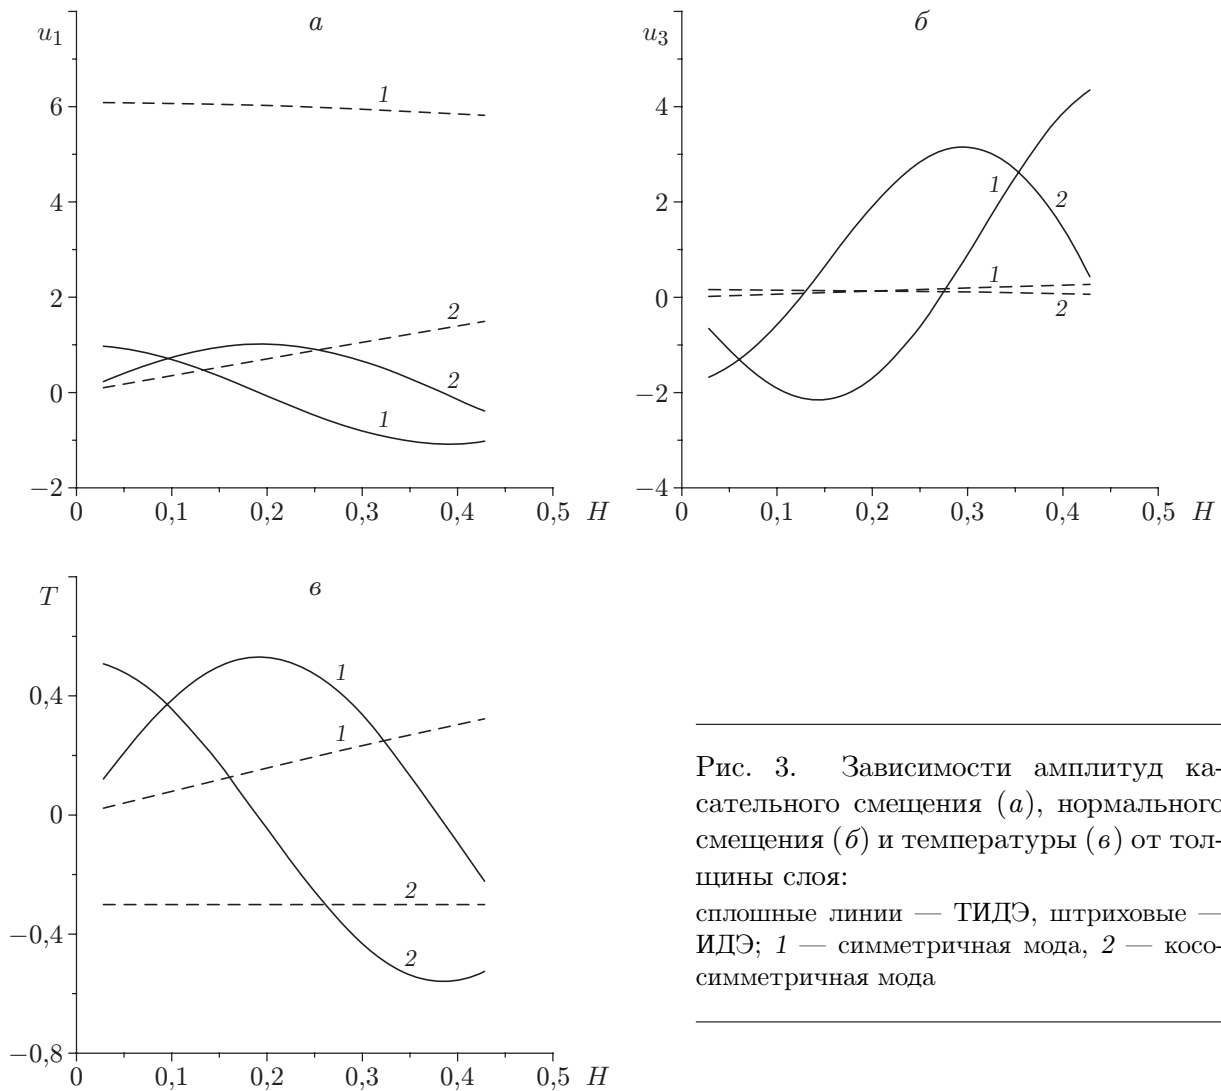 а
u1
6
4
2
0
−2
1
2
2
1
0
0,1
0,2
0,3
0,4
0,5
H
б
u3
4
2
0
−2
−4
1
2
1
2
0
0,1
0,2
0,3
0,4
0,5
H
в
T
0,4
0
−0,4
−0,8
1
1
2
2
0
0,1
0,2
0,3
0,4
0,5
H
Рис. 3. Зависимости амплитуд ка-
сательного смещения (а), нормального
смещения (б) и температуры (в) от тол-
щины слоя:
сплошные линии — ТИДЭ, штриховые —
ИДЭ; 1 — симметричная мода, 2 — косо-
симметричная мода